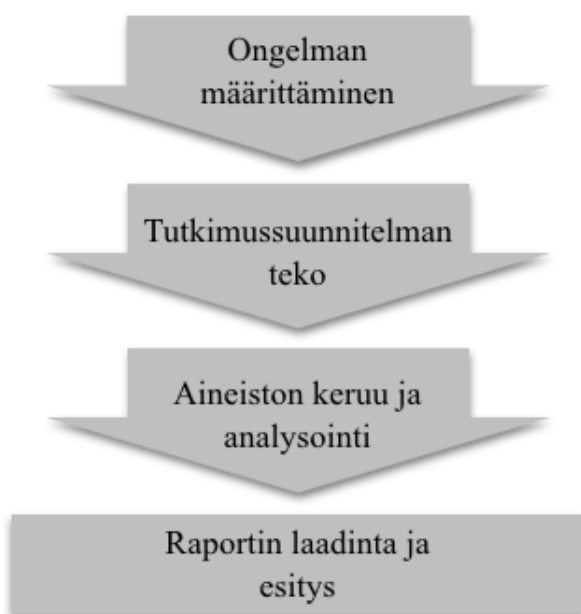 Ongelman
määrittäminen
Tutkimussuunnitelman
teko
Aineiston keruu ja
analysointi
Raportin laadinta ja
esitys